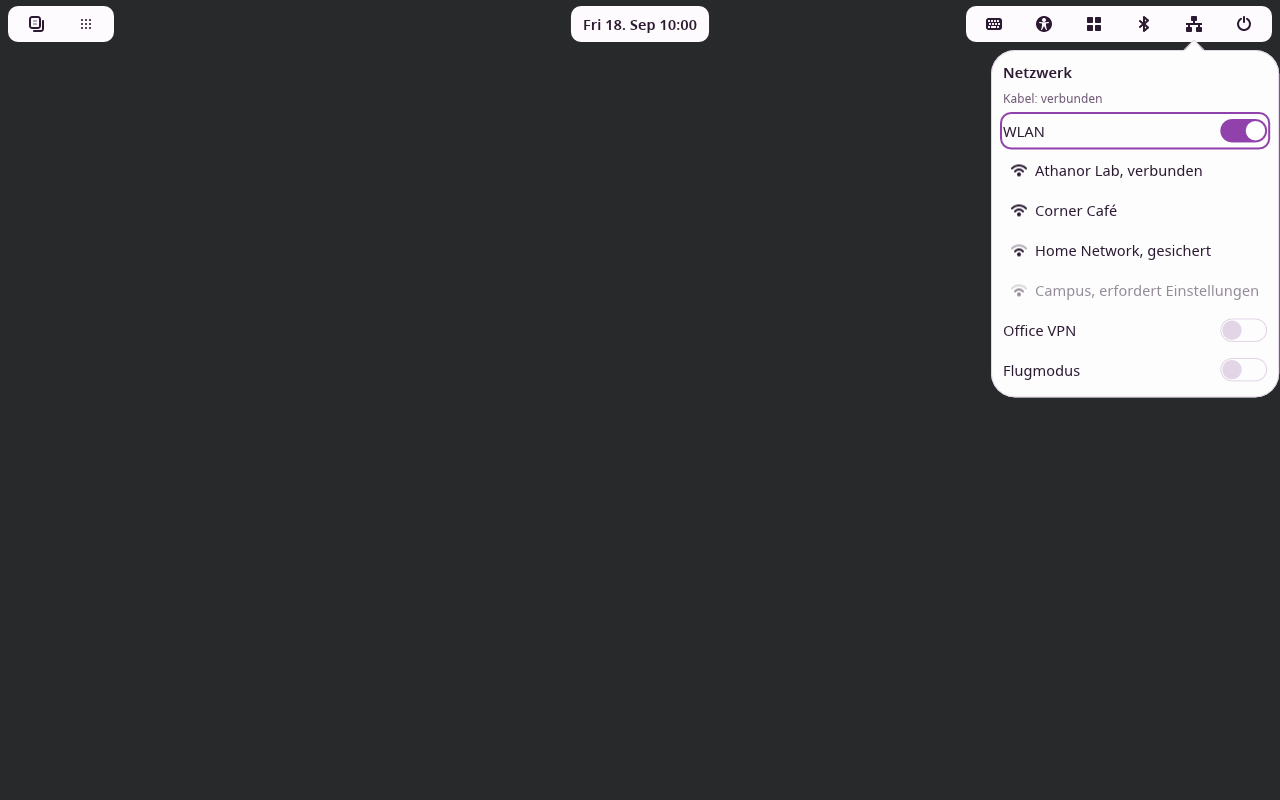 Fri 18. Sep 10:00
Netzwerk
Kabel: verbunden
WLAN
Athanor Lab, verbunden
Corner Café
Home Network, gesichert
Campus, erfordert Einstellungen
Office VPN
Flugmodus